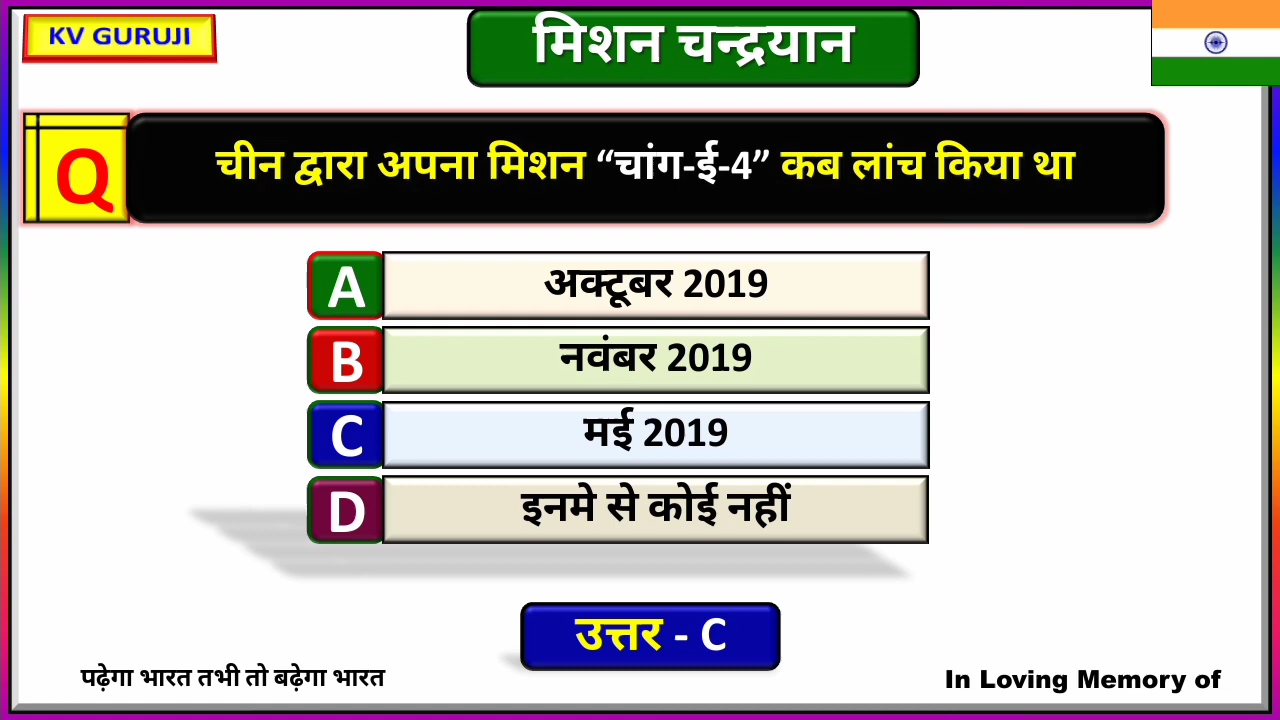 KV GURUJI
मिशन चन्द्रयान
Q
चीन द्वारा अपना मिशन “चांग-ई-4” कब लांच किया था
A अक्टूबर 2019
B नवंबर 2019
C मई 2019
D इनमे से कोई नहीं
उत्तर - C
पढ़ेगा भारत तभी तो बढ़ेगा भारत
In Loving Memory of